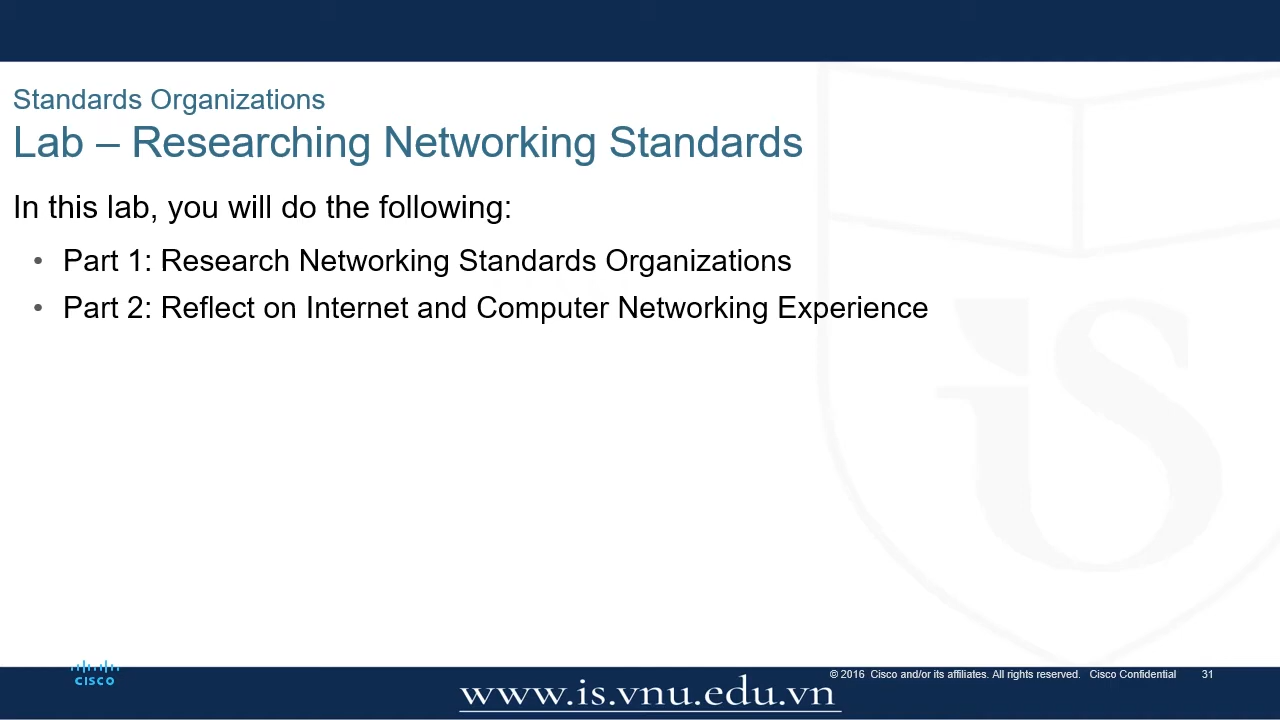 Standards Organizations
Lab – Researching Networking Standards
In this lab, you will do the following:
• Part 1: Research Networking Standards Organizations
• Part 2: Reflect on Internet and Computer Networking Experience
iS
CISCO
© 2016 Cisco and/or its affiliates. All rights reserved. Cisco Confidential 31
www.is.vnu.edu.vn